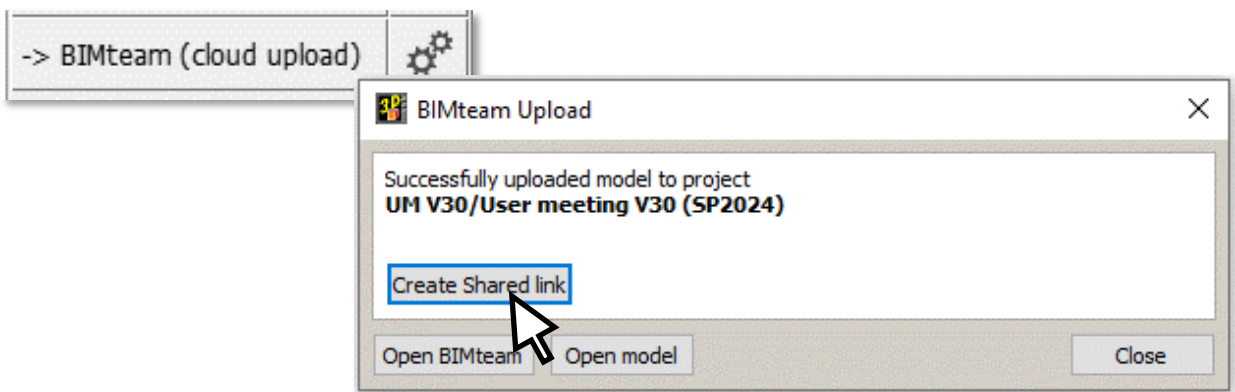 -> BIMteam (cloud upload)
BIMteam Upload
Successfully uploaded model to project
UM V30/User meeting V30 (SP2024)
Create Shared link
Open BIMteam Open model Close